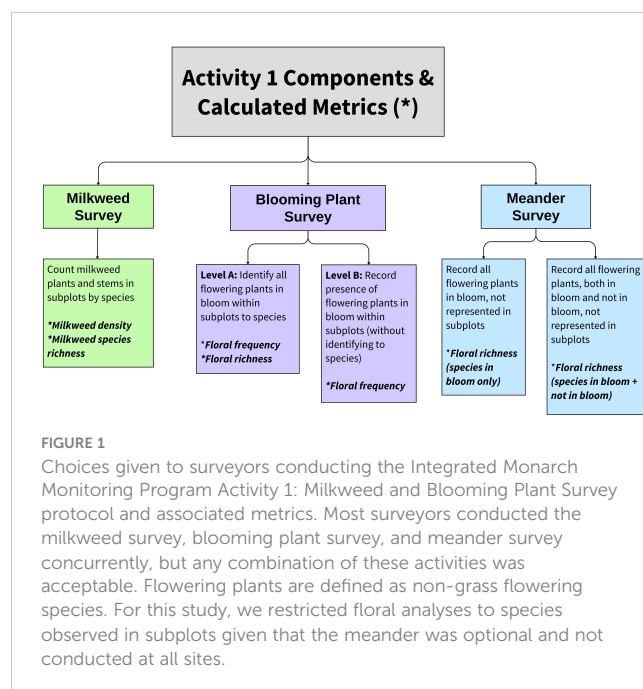 Activity 1 Components &
Calculated Metrics (*)
Milkweed
Survey
Blooming Plant
Survey
Meander
Survey
Count milkweed
plants and stems in
subplots by species
*Milkweed density
*Milkweed species
richness
Level A: Identify all
flowering plants in
bloom within
subplots to species
*Floral frequency
*Floral richness
Level B: Record
presence of
flowering plants in
bloom within
subplots (without
identifying to
species)
*Floral frequency
Record all
flowering plants
in bloom, not
represented in
subplots
*Floral richness
(species in
bloom only)
Record all flowering
plants, both in
bloom and not in
bloom, not
represented in
subplots
*Floral richness
(species in bloom +
not in bloom)
FIGURE 1
Choices given to surveyors conducting the Integrated Monarch
Monitoring Program Activity 1: Milkweed and Blooming Plant Survey
protocol and associated metrics. Most surveyors conducted the
milkweed survey, blooming plant survey, and meander survey
concurrently, but any combination of these activities was
acceptable. Flowering plants are defined as non-grass flowering
species. For this study, we restricted floral analyses to species
observed in subplots given that the meander was optional and not
conducted at all sites.